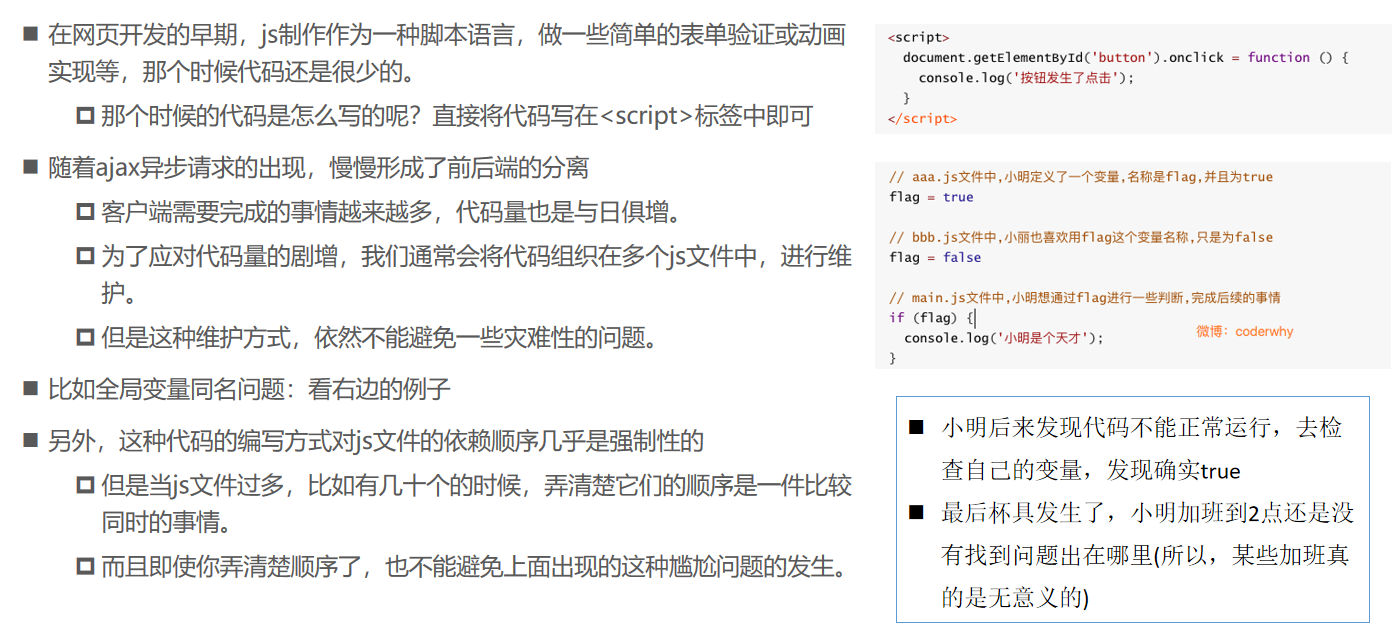 ■ 在网页开发的早期，js制作作为一种脚本语言，做一些简单的表单验证或动画
实现等，那个时候代码还是很少的。
那个时候的代码是怎么写的呢？直接将代码写在<script>标签中即可
■ 随着ajax异步请求的出现，慢慢形成了前后端的分离
客户端需要完成的事情越来越多，代码量也是与日俱增。
为了应对代码量的剧增，我们通常会将代码组织在多个js文件中，进行维
护。
但是这种维护方式，依然不能避免一些灾难性的问题。
■ 比如全局变量同名问题：看右边的例子
■ 另外，这种代码的编写方式对js文件的依赖顺序几乎是强制性的
但是当js文件过多，比如有几十个的时候，弄清楚它们的顺序是一件比较
同时的事情。
而且即使你弄清楚顺序了，也不能避免上面出现的这种尴尬问题的发生。
<script>
document.getElementById('button').onclick = function () {
console.log('按钮发生了点击');
}
</script>
// aaa.js文件中,小明定义了一个变量,名称是flag,并且为true
flag = true
// bbb.js文件中,小丽也喜欢用flag这个变量名称,只是为false
flag = false
// main.js文件中,小明想通过flag进行一些判断,完成后续的事情
if (flag) {
console.log('小明是个天才');
}
微博：coderwhy
■ 小明后来发现代码不能正常运行，去检
查自己的变量，发现确实true
■ 最后杯具发生了，小明加班到2点还是没
有找到问题出在哪里(所以，某些加班真
的是无意义的)